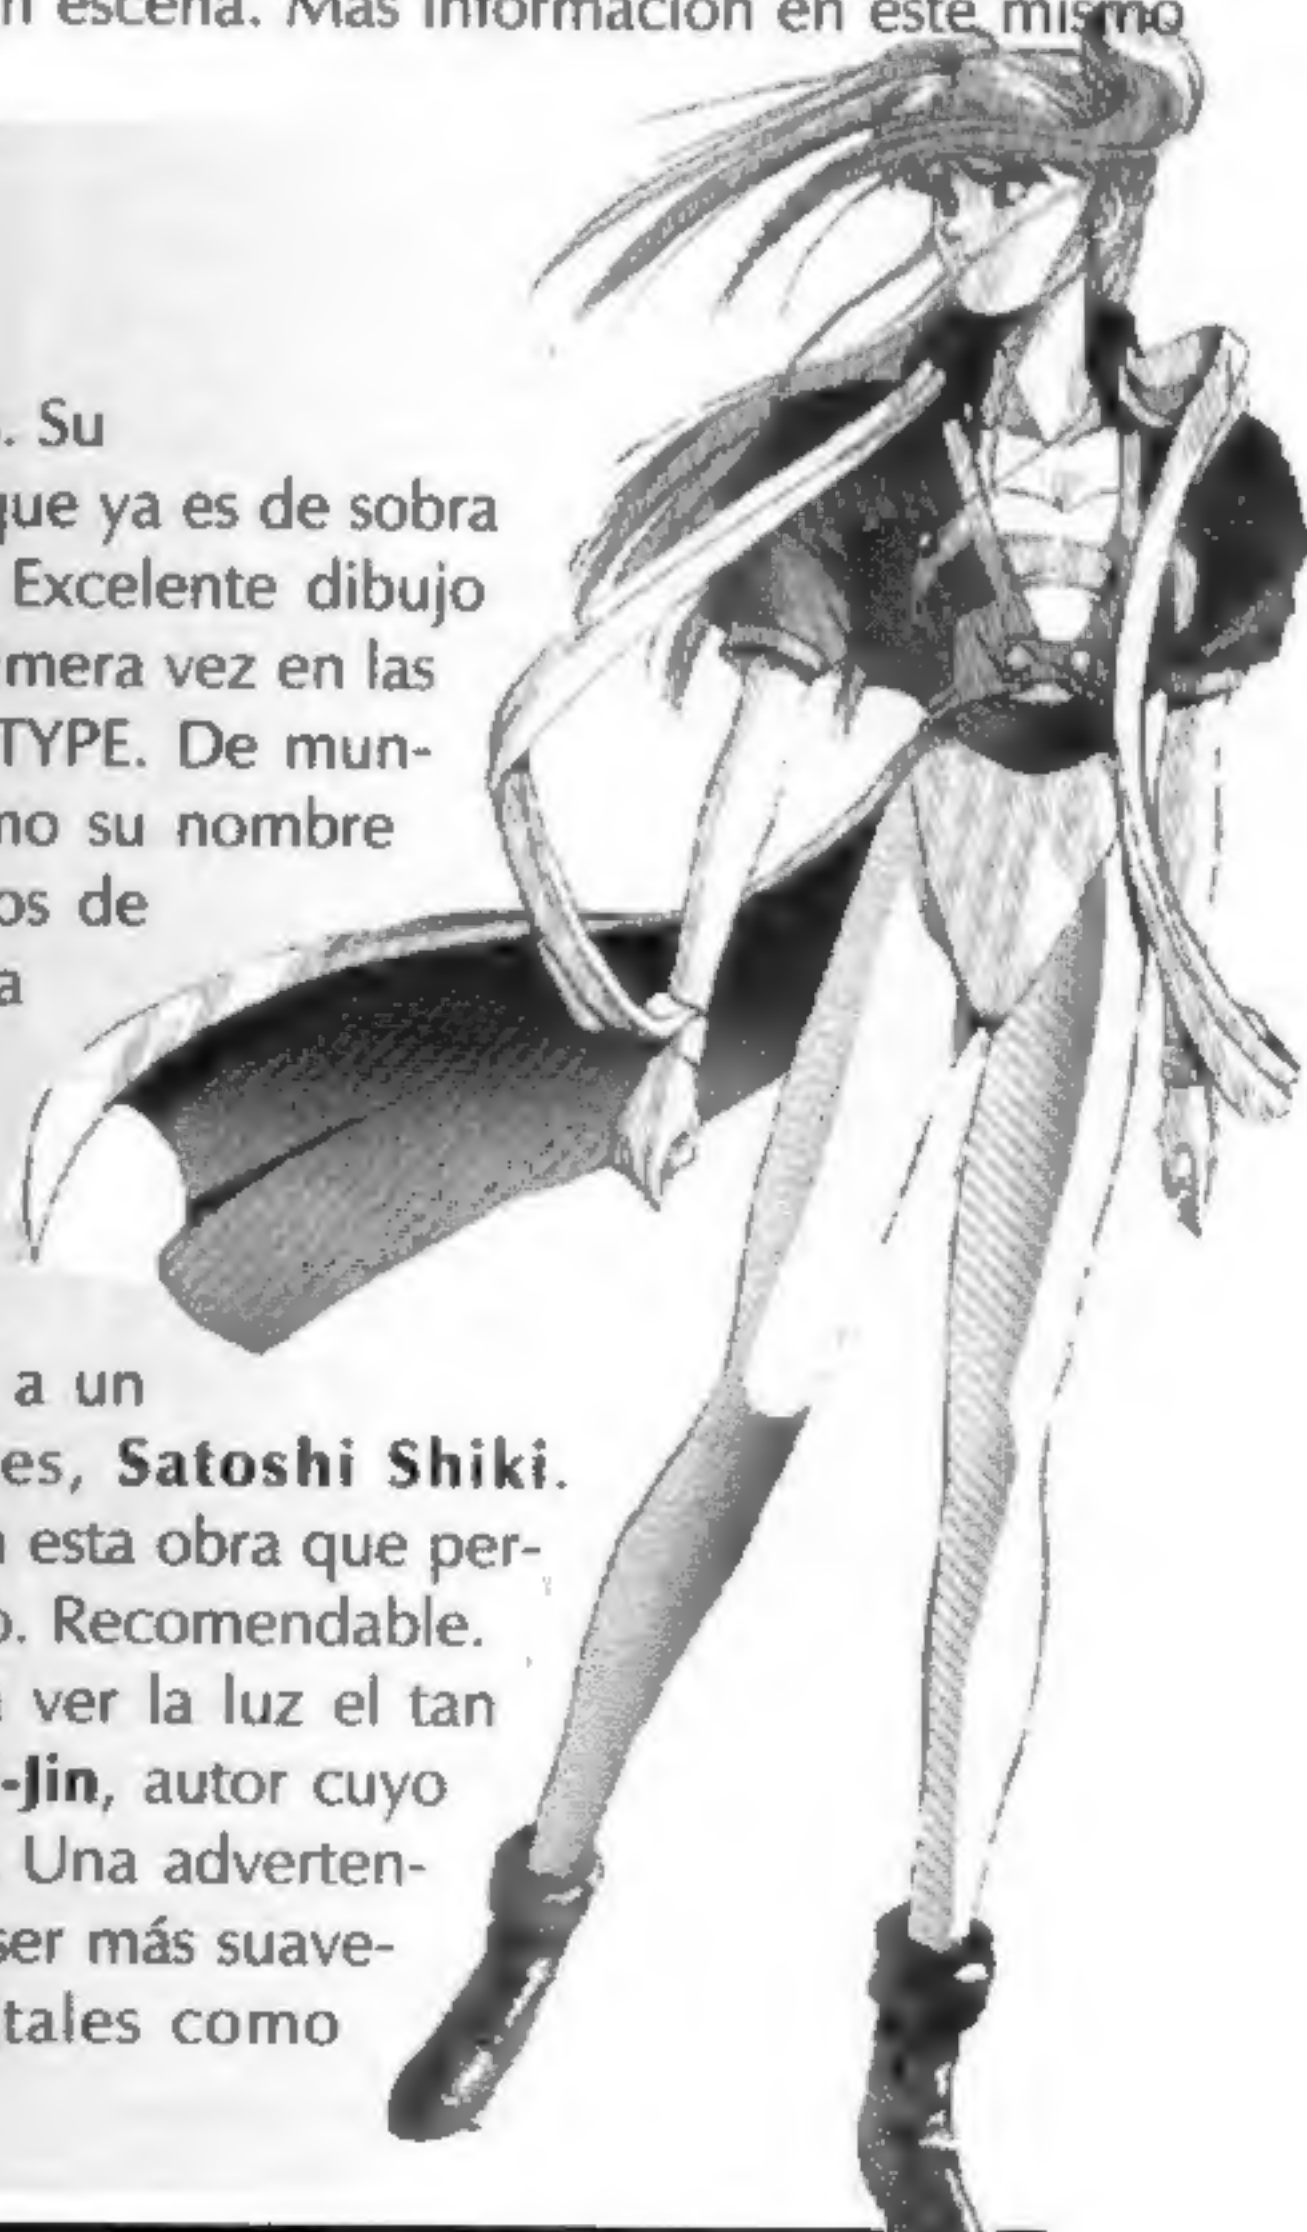 n escena. Más información en este mismo
. Su
que ya es de sobra
Excelente dibujo
mera vez en las
TYPE. De mun-
mo su nombre
os de
a
a un
es, Satoshi Shiki.
esta obra que per-
o. Recomendable.
ver la luz el tan
-Jin, autor cuyo
Una adverten-
ser más suave-
tales como